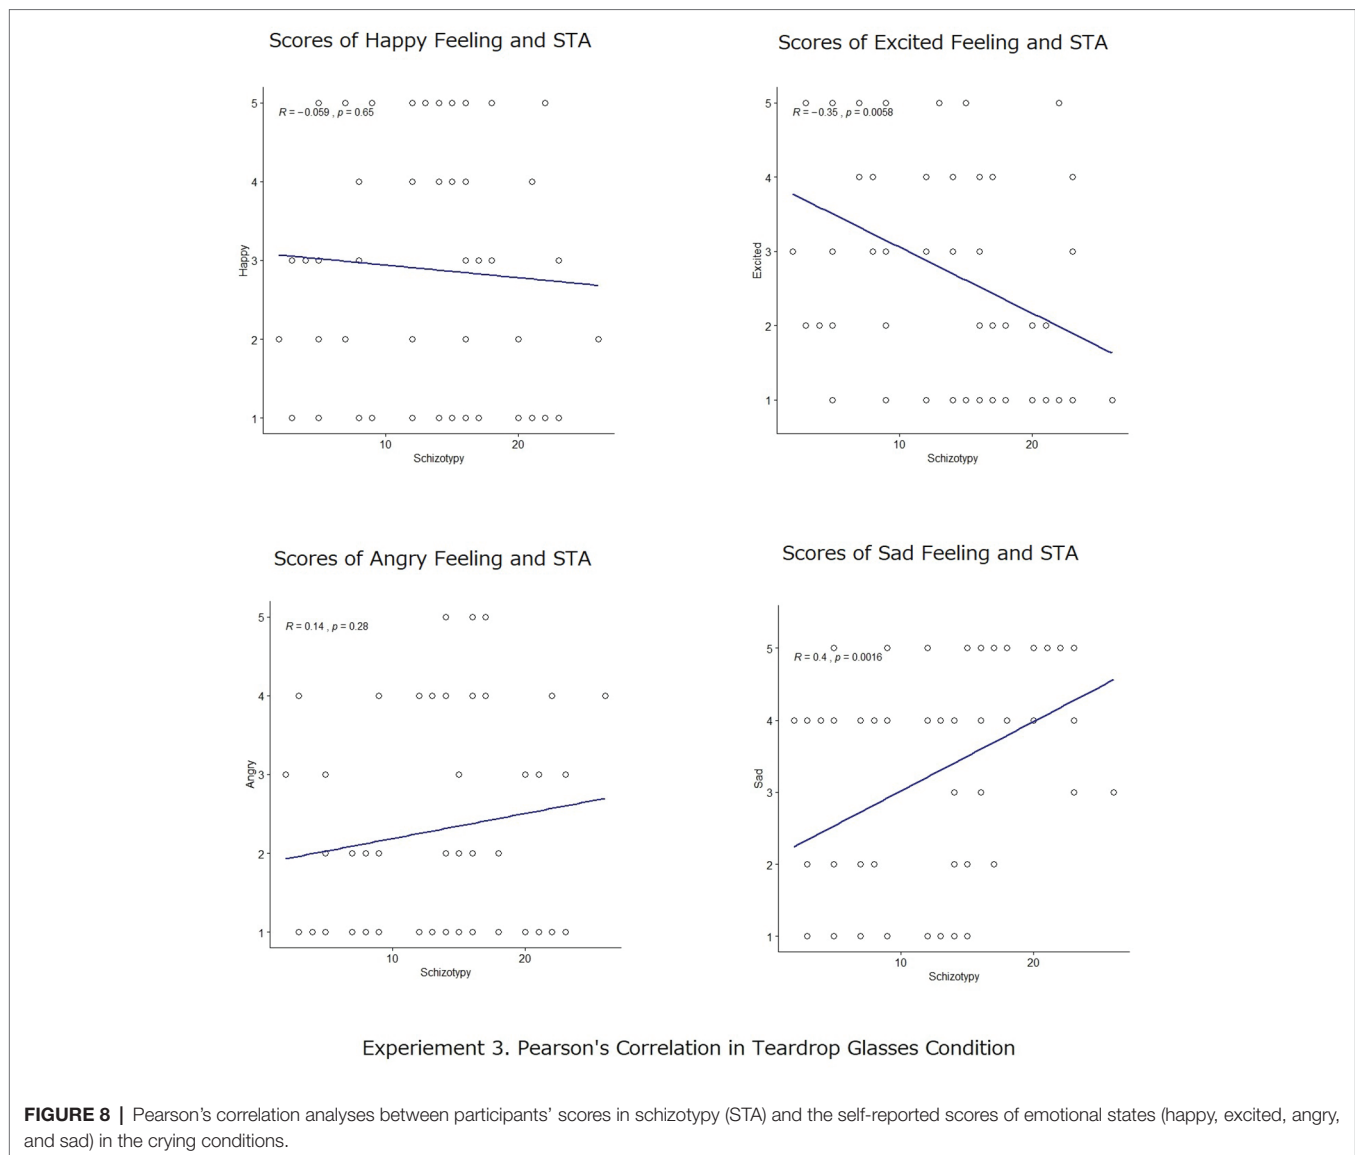 Scores of Happy Feeling and STA
5
R = −0.059 , p = 0.65
4
3
2
1
Happy
10 20
Schizotypy
Scores of Excited Feeling and STA
5
R = −0.35 , p = 0.0058
4
3
2
1
Excited
10 20
Schizotypy
Scores of Angry Feeling and STA
5
R = 0.14 , p = 0.28
4
3
2
1
Angry
10 20
Schizotypy
Scores of Sad Feeling and STA
5
R = 0.4 , p = 0.0016
4
3
2
1
Sad
10 20
Schizotypy
Experiement 3. Pearson's Correlation in Teardrop Glasses Condition
FIGURE 8 | Pearson's correlation analyses between participants' scores in schizotypy (STA) and the self-reported scores of emotional states (happy, excited, angry,
and sad) in the crying conditions.